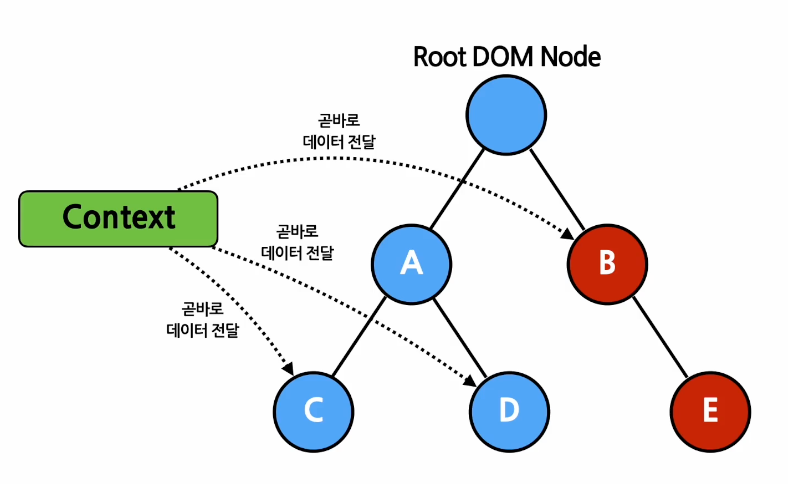 Root DOM Node
곧바로
데이터 전달
Context
곧바로
데이터 전달
A
B
곧바로
데이터 전달
C
D
E